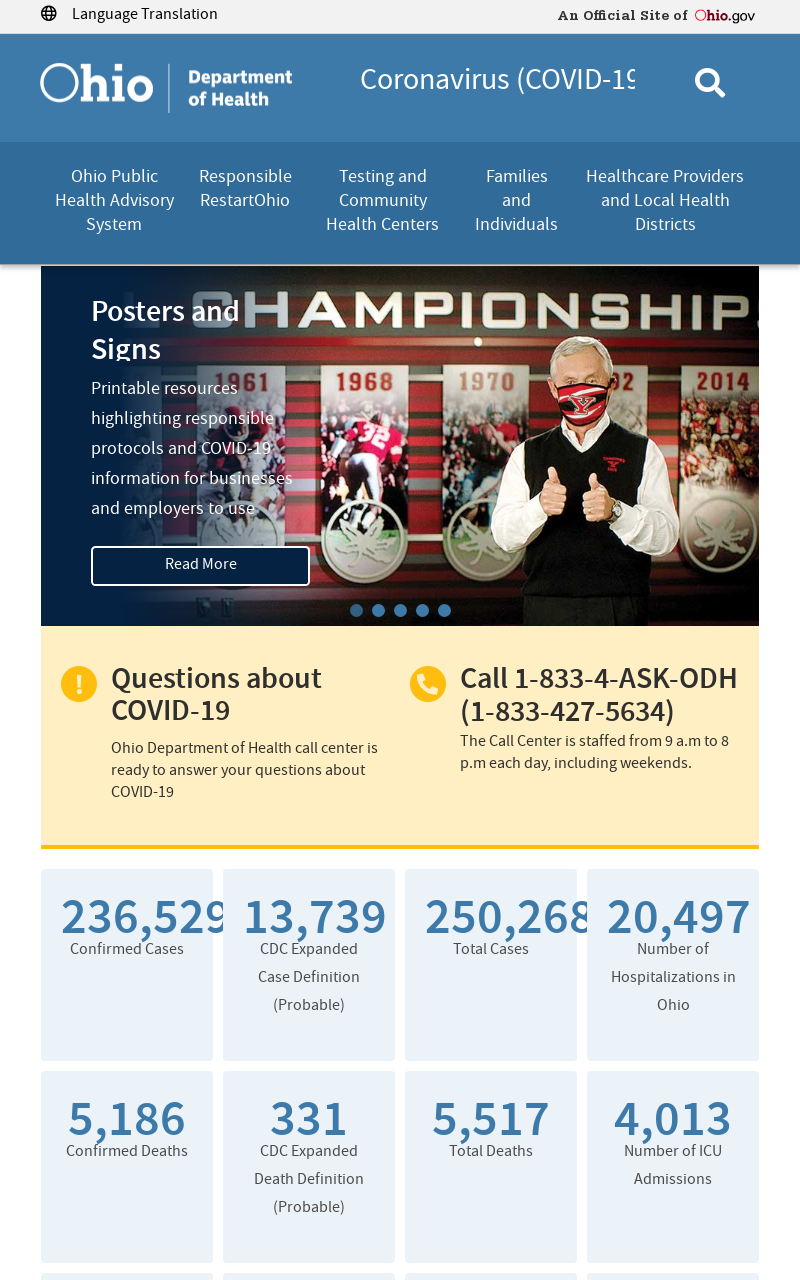 Language Translation
An Official Site of Ohio.gov
Ohio
Department
of Health
Coronavirus (COVID-19
Ohio Public
Health Advisory
System
Responsible
RestartOhio
Testing and
Community
Health Centers
Families
and
Individuals
Healthcare Providers
and Local Health
Districts
L CHAMPIONSHIPS
1961
1968
1970
2014
32
Y
Posters and
Signs
Printable resources
highlighting responsible
protocols and COVID-19
information for businesses
and employers to use
Read More
Questions about
COVID-19
Ohio Department of Health call center is
ready to answer your questions about
COVID-19
Call 1-833-4-ASK-ODH
(1-833-427-5634)
The Call Center is staffed from 9 a.m to 8
p.m each day, including weekends.
236,529
Confirmed Cases
13,739
CDC Expanded
Case Definition
(Probable)
250,268
Total Cases
20,497
Number of
Hospitalizations in
Ohio
5,186
Confirmed Deaths
331
CDC Expanded
Death Definition
(Probable)
5,517
Total Deaths
4,013
Number of ICU
Admissions